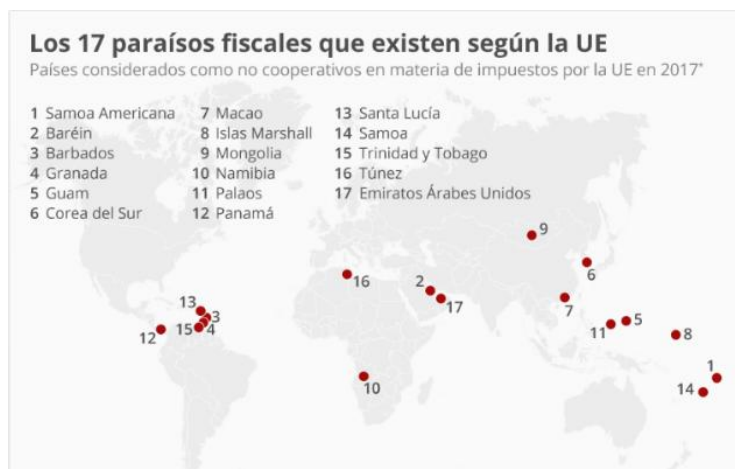 Los 17 paraísos fiscales que existen según la UE
Países considerados como no cooperativos en materia de impuestos por la UE en 2017*
1 Samoa Americana
2 Baréin
3 Barbados
4 Granada
5 Guam
6 Corea del Sur
7 Macao
8 Islas Marshall
9 Mongolia
10 Namibia
11 Palaos
12 Panamá
13 Santa Lucía
14 Samoa
15 Trinidad y Tobago
16 Túnez
17 Emiratos Árabes Unidos
9
6
16
2
17
7
13
3
15
4
12
11
5
8
10
1
14